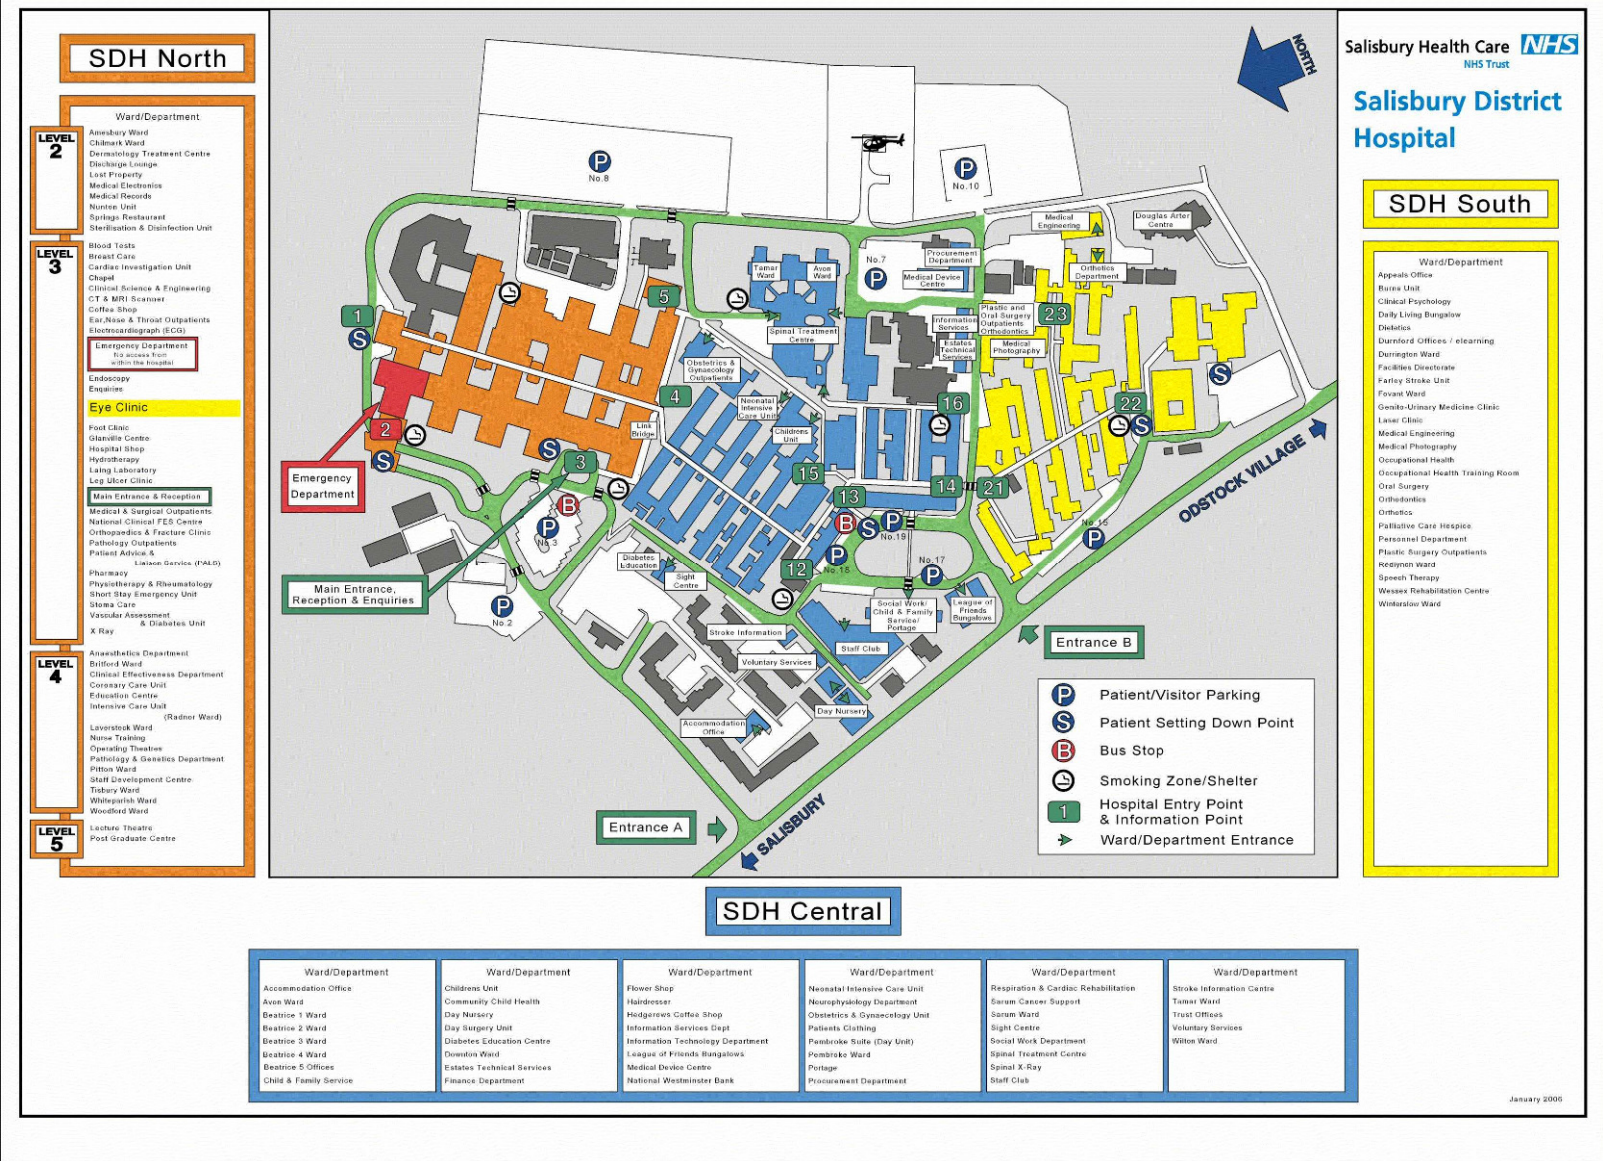 SDH North
Ward/Department
LEVEL
2
Amesbury Ward
Chilmark Ward
Dermatology Treatment Centre
Discharge Lounge
Lost Property
Medical Electronics
Medical Records
Nunton Unit
Springs Restaurant
Sterilisation & Disinfection Unit
LEVEL
3
Blood Tests
Breast Care
Cardiac Investigation Unit
Chapel
Clinical Science & Engineering
CT & MRI Scanner
Coffee Shop
Ear,Nose & Throat Outpatients
Electrocardiograph (ECG)
Emergency Department
No access from
within the hospital
Endoscopy
Enquiries
Eye Clinic
Foot Clinic
Glanville Centre
Hospital Shop
Hydrotherapy
Laing Laboratory
Leg Ulcer Clinic
Main Entrance & Reception
Medical & Surgical Outpatients
National Clinical FES Centre
Orthopaedics & Fracture Clinic
Pathology Outpatients
Patient Advice &
Liaison Service (PALS)
Pharmacy
Physiotherapy & Rheumatology
Short Stay Emergency Unit
Stoma Care
Vascular Assessment
& Diabetes Unit
X Ray
LEVEL
4
Anaesthetics Department
Britford Ward
Clinical Effectiveness Department
Coronary Care Unit
Education Centre
Intensive Care Unit
(Radnor Ward)
Laverstock Ward
Nurse Training
Operating Theatres
Pathology & Genetics Department
Pitton Ward
Staff Development Centre
Tisbury Ward
Whiteparish Ward
Woodford Ward
LEVEL
5
Lecture Theatre
Post Graduate Centre
NORTH
P
No.8
P
No.10
Medical
Engineering
Douglas Arter
Centre
Tamar
Ward
Avon
Ward
No.7
P
Procurement
Department
Medical Device
Centre
Orthotics
Department
5
1
S
Spinal Treatment
Centre
Information
Services
Estates
Technical
Services
Plastic and
Oral Surgery
Outpatients
Orthodontics
23
Medical
Photography
Obstetrics &
Gynaecology
Outpatients
S
4
Neonatal
Intensive
Care Unit
16
22
S
Link
Bridge
Childrens
Unit
2
S
S
3
15
14
21
13
Emergency
Department
B
P
No.3
B
S
P
No.19
No.15
P
ODSTOCK VILLAGE
P
No.18
No.17
P
12
Diabetes
Education
Sight
Centre
Main Entrance,
Reception & Enquiries
P
No.2
Social Work/
Child & Family
Service/
Portage
League of
Friends
Bungalows
Stroke Information
Staff Club
Voluntary Services
Day Nursery
Accommodation
Office
Entrance B
Entrance A
SALISBURY
P Patient/Visitor Parking
S Patient Setting Down Point
B Bus Stop
Smoking Zone/Shelter
1 Hospital Entry Point
& Information Point
Ward/Department Entrance
Salisbury Health Care NHS
NHS Trust
Salisbury District
Hospital
SDH South
Ward/Department
Appeals Office
Burns Unit
Clinical Psychology
Daily Living Bungalow
Dietetics
Durnford Offices / elearning
Durrington Ward
Facilities Directorate
Farley Stroke Unit
Fovant Ward
Genito-Urinary Medicine Clinic
Laser Clinic
Medical Engineering
Medical Photography
Occupational Health
Occupational Health Training Room
Oral Surgery
Orthodontics
Orthotics
Palliative Care Hospice
Personnel Department
Plastic Surgery Outpatients
Redlynch Ward
Speech Therapy
Wessex Rehabilitation Centre
Winterslow Ward
SDH Central
Ward/Department
Accommodation Office
Avon Ward
Beatrice 1 Ward
Beatrice 2 Ward
Beatrice 3 Ward
Beatrice 4 Ward
Beatrice 5 Offices
Child & Family Service
Ward/Department
Childrens Unit
Community Child Health
Day Nursery
Day Surgery Unit
Diabetes Education Centre
Downton Ward
Estates Technical Services
Finance Department
Ward/Department
Flower Shop
Hairdresser
Hedgerows Coffee Shop
Information Services Dept
Information Technology Department
League of Friends Bungalows
Medical Device Centre
National Westminster Bank
Ward/Department
Neonatal Intensive Care Unit
Neurophysiology Department
Obstetrics & Gynaecology Unit
Patients Clothing
Pembroke Suite (Day Unit)
Pembroke Ward
Portage
Procurement Department
Ward/Department
Respiration & Cardiac Rehabilitation
Sarum Cancer Support
Sarum Ward
Sight Centre
Social Work Department
Spinal Treatment Centre
Spinal X-Ray
Staff Club
Ward/Department
Stroke Information Centre
Tamar Ward
Trust Offices
Voluntary Services
Wilton Ward
January 2006